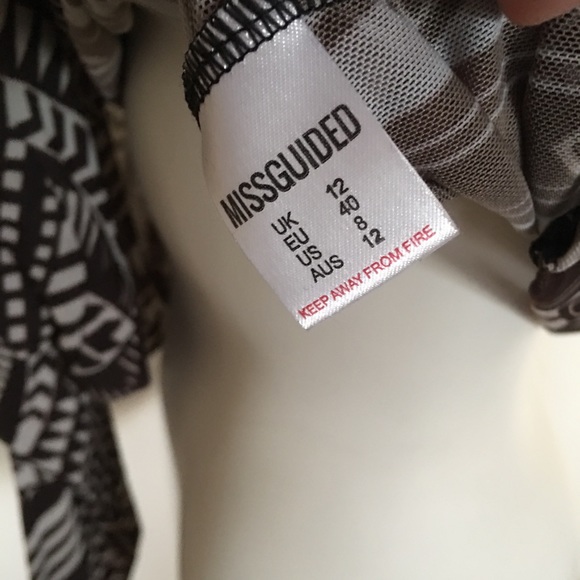 MISSGUIDED
UK 12
EU 40
US 8
AUS 12
KEEP AWAY FROM FIRE